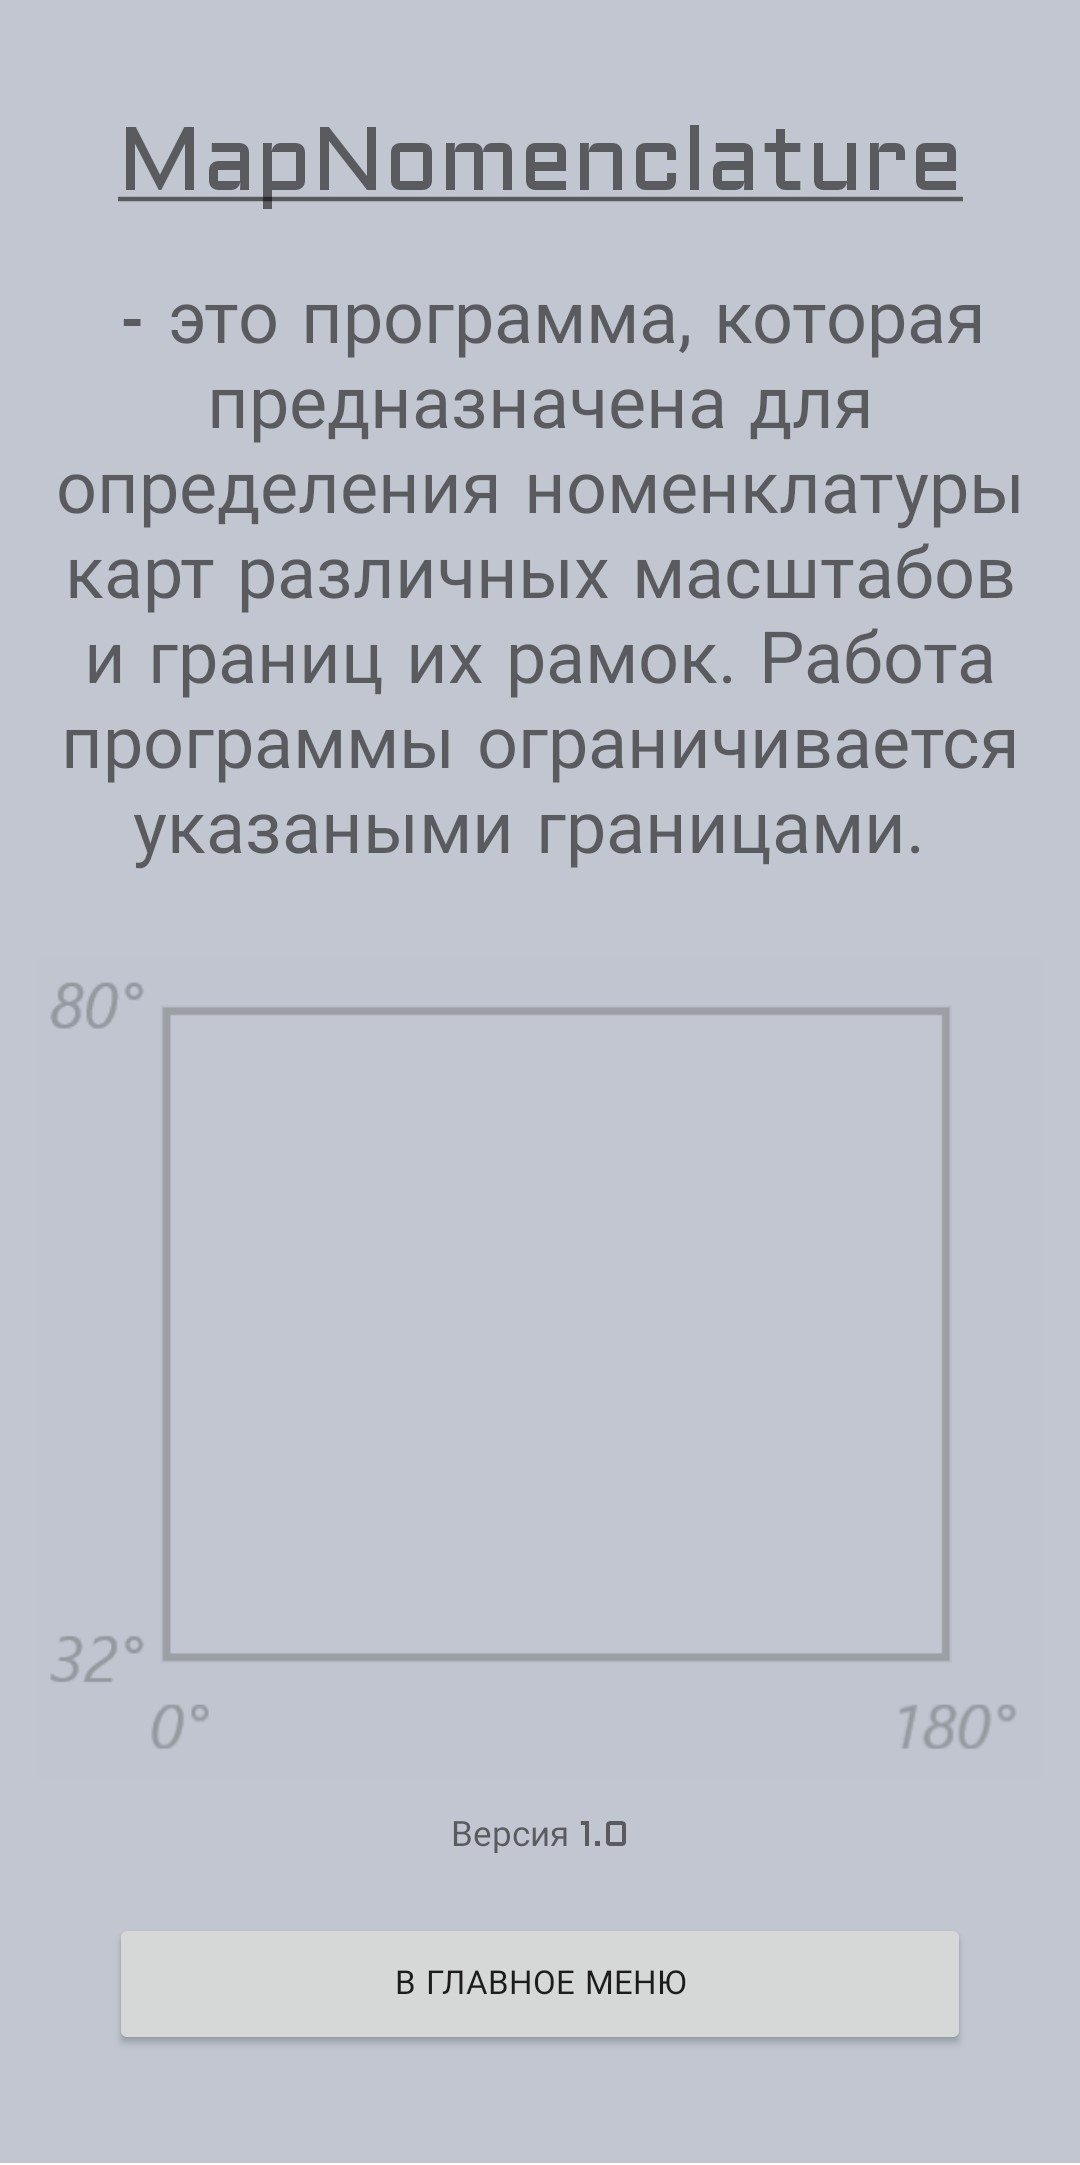 MapNomenclature
- это программа, которая
предназначена для
определения номенклатуры
карт различных масштабов
и границ их рамок. Работа
программы ограничивается
указаными границами.
80°
32°
0° 180°
Версия 1.0
В ГЛАВНОЕ МЕНЮ